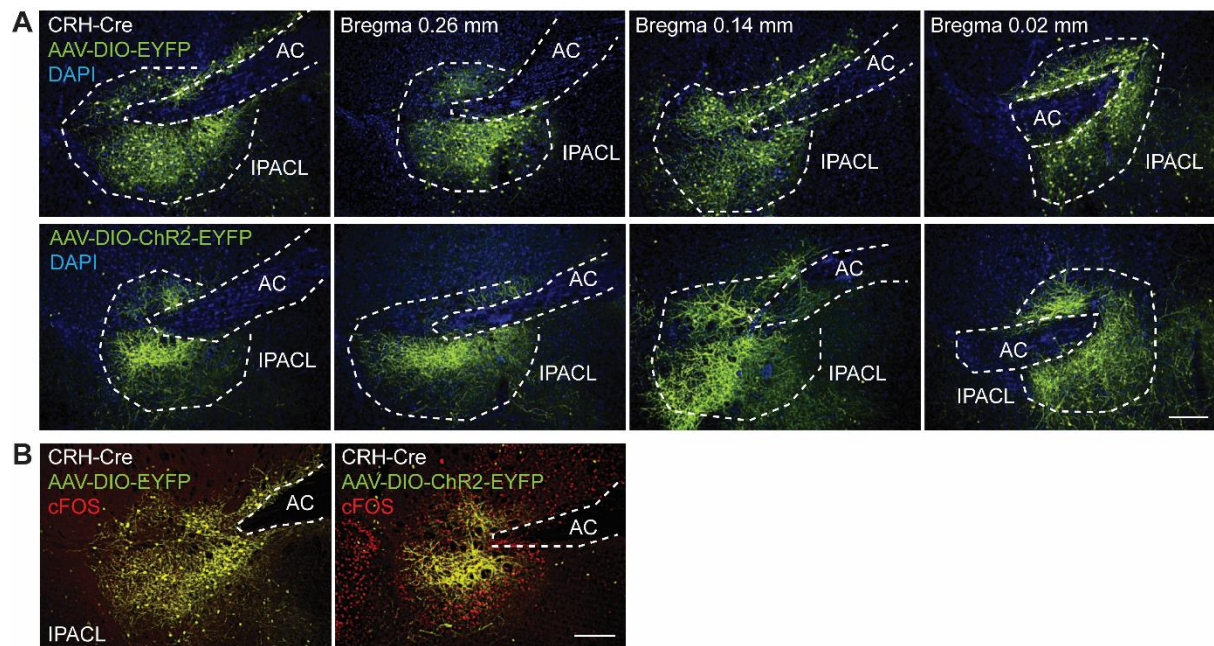 A
CRH-Cre
AAV-DIO-EYFP
DAPI
AC
IPACL
Bregma 0.26 mm
AC
IPACL
Bregma 0.14 mm
AC
IPACL
Bregma 0.02 mm
AC
IPACL
AAV-DIO-ChR2-EYFP
DAPI
AC
IPACL
AC
IPACL
AC
IPACL
AC
IPACL
B
CRH-Cre
AAV-DIO-EYFP
cFOS
AC
IPACL
CRH-Cre
AAV-DIO-ChR2-EYFP
cFOS
AC